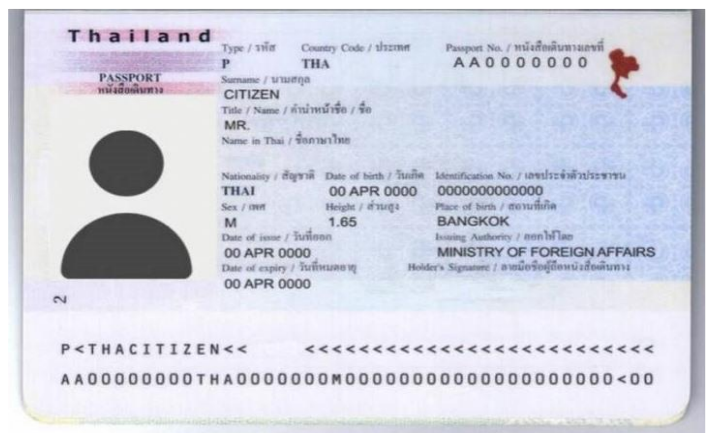 Thailand
PASSPORT
หนังสือเดินทาง
Type / รหัส Country Code / ประเทศ Passport No. / หนังสือเดินทางเลขที่
P THA AA0000000
Surname / นามสกุล
CITIZEN
Title / Name / คำนำหน้าชื่อ / ชื่อ
MR.
Name in Thai / ชื่อภาษาไทย
Nationality / สัญชาติ Date of birth / วันเกิด Identification No. / เลขประจำตัวประชาชน
THAI 00 APR 0000 0000000000000
Sex / เพศ Height / ส่วนสูง Place of birth / สถานที่เกิด
M 1.65 BANGKOK
Date of issue / วันที่ออก Issuing Authority / ออกให้โดย
00 APR 0000 MINISTRY OF FOREIGN AFFAIRS
Date of expiry / วันที่หมดอายุ Holder's Signature / ลายมือชื่อผู้ถือหนังสือเดินทาง
00 APR 0000
2
P<THACITIZEN<< <<<<<<<<<<<<<<<<<<<<<<<<<<
AA00000000THA0000000M0000000000000000000000<00